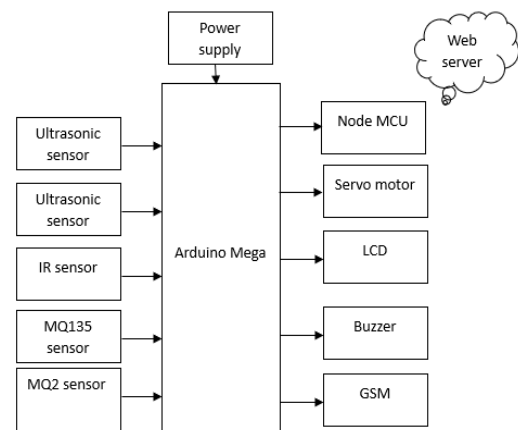 Power
supply
Web
server
Ultrasonic
sensor
Ultrasonic
sensor
IR sensor
MQ135
sensor
MQ2 sensor
Arduino Mega
Node MCU
Servo motor
LCD
Buzzer
GSM